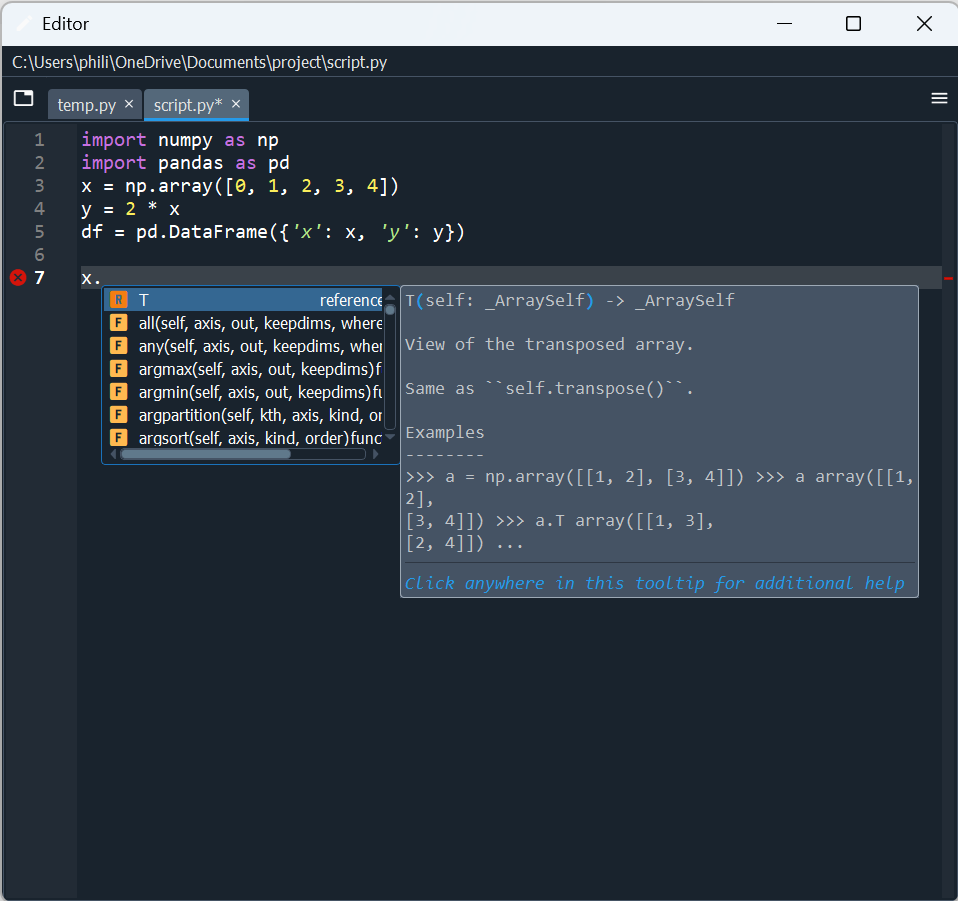 Editor
C:\Users\phili\OneDrive\Documents\project\script.py
temp.py × script.py* ×
1 import numpy as np
2 import pandas as pd
3 x = np.array([0, 1, 2, 3, 4])
4 y = 2 * x
5 df = pd.DataFrame({'x': x, 'y': y})
6
7 x.
R T reference
F all(self, axis, out, keepdims, where
F any(self, axis, out, keepdims, wher
F argmax(self, axis, out, keepdims)f
F argmin(self, axis, out, keepdims)fu
F argpartition(self, kth, axis, kind, or
F argsort(self, axis, kind, order)func
T(self: _ArraySelf) -> _ArraySelf
View of the transposed array.
Same as ``self.transpose()``.
Examples
--------
>>> a = np.array([[1, 2], [3, 4]]) >>> a array([[1,
2],
[3, 4]]) >>> a.T array([[1, 3],
[2, 4]]) ...
Click anywhere in this tooltip for additional help